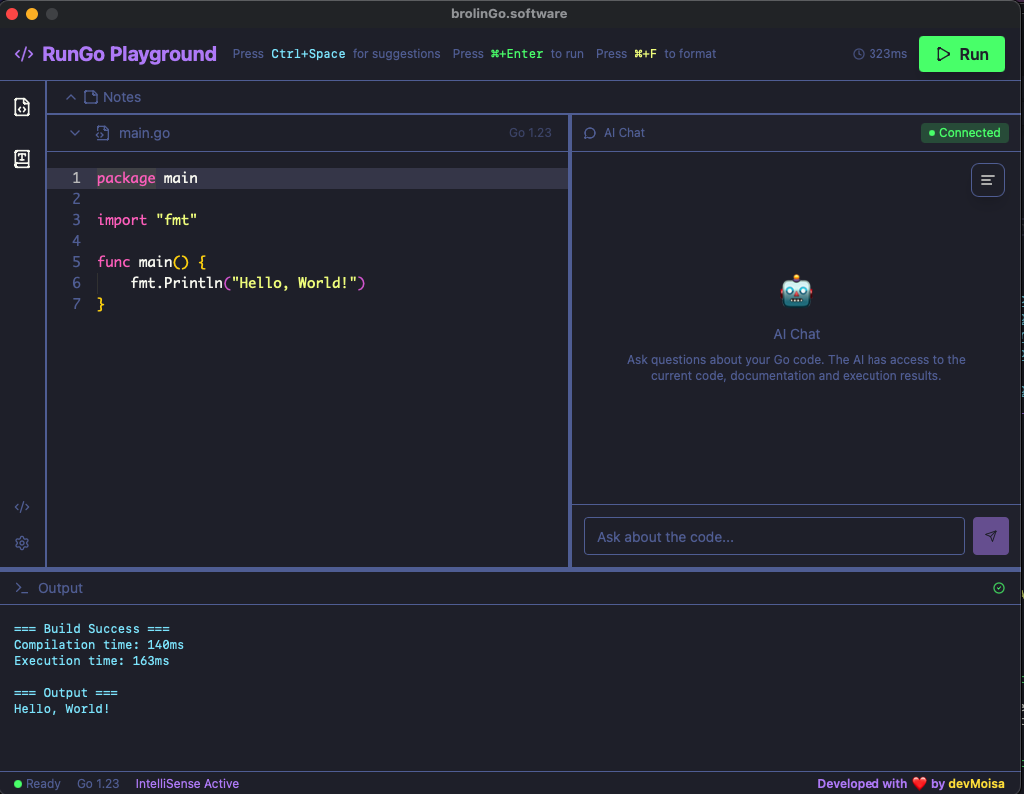 brolinGo.software
</> RunGo Playground Press Ctrl+Space for suggestions Press ⌘+Enter to run Press ⌘+F to format 323ms Run
Notes
main.go Go 1.23
1 package main
2
3 import "fmt"
4
5 func main() {
6     fmt.Println("Hello, World!")
7 }
AI Chat Connected
AI Chat
Ask questions about your Go code. The AI has access to the
current code, documentation and execution results.
Ask about the code...
Output
=== Build Success ===
Compilation time: 140ms
Execution time: 163ms
=== Output ===
Hello, World!
Ready Go 1.23 IntelliSense Active Developed with ❤️ by devMoisa